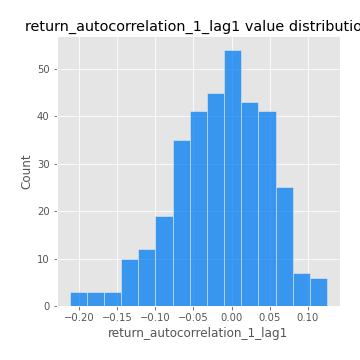 return_autocorrelation_1_lag1 value distributio
Count
50
40
30
20
10
0
−0.20 −0.15 −0.10 −0.05 0.00 0.05 0.10
return_autocorrelation_1_lag1